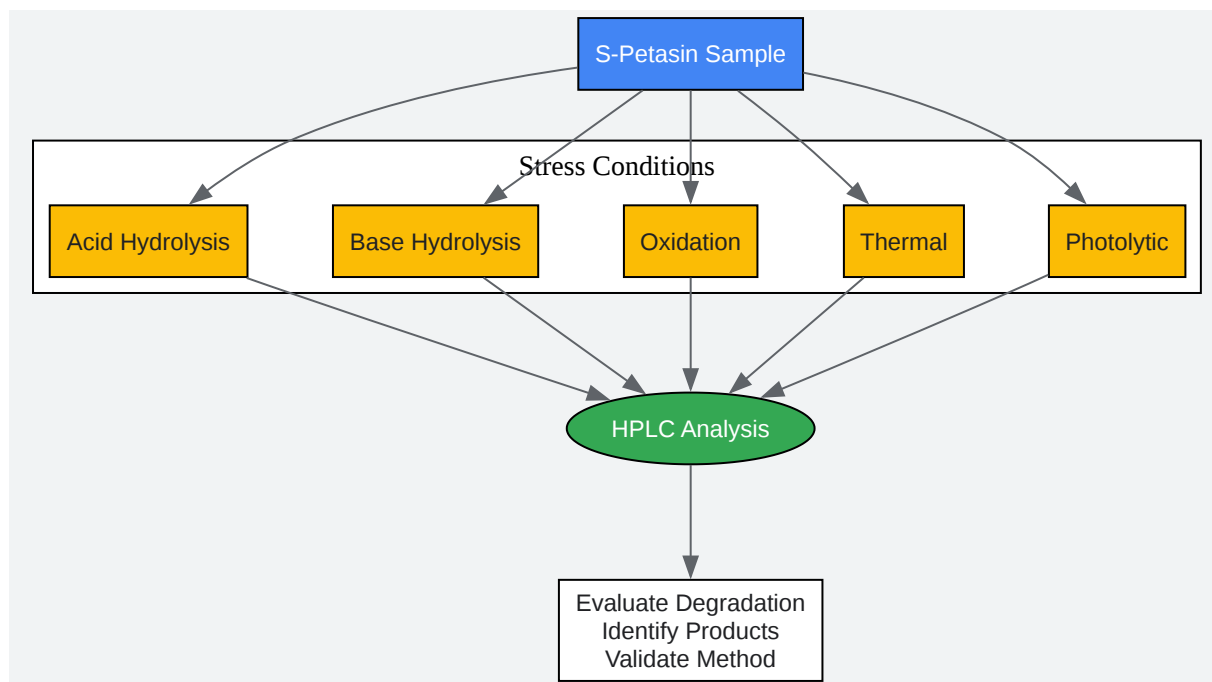 S-Petasin Sample
Stress Conditions
Acid Hydrolysis
Base Hydrolysis
Oxidation
Thermal
Photolytic
HPLC Analysis
Evaluate Degradation
Identify Products
Validate Method